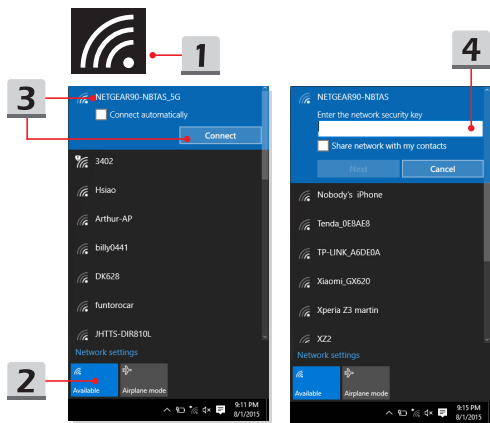 1
3
NETGEAR90-NBTAS_5G
Connect automatically
Connect
3402
Hsiao
Arthur-AP
billy0441
DK628
funtorocar
JHTTS-DIR810L
Network settings
2
Available
Airplane mode
9:11 PM
8/1/2015
4
NETGEAR90-NBTAS
Enter the network security key
Share network with my contacts
Next
Cancel
Nobody's iPhone
Tenda_0E8AE8
TP-LINK_A6DE0A
Xiaomi_GX620
Xperia Z3 martin
XZ2
Network settings
Available
Airplane mode
9:15 PM
8/1/2015